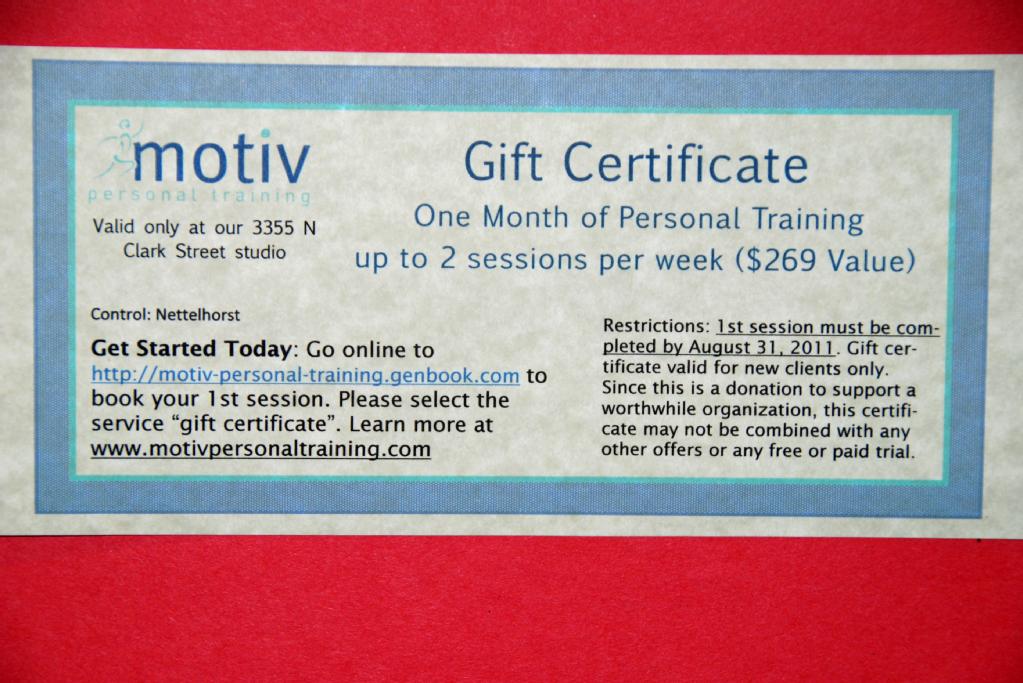 motiv
personal training
Valid only at our 3355 N
Clark Street studio
Gift Certificate
One Month of Personal Training
up to 2 sessions per week ($269 Value)
Control: Nettelhorst
Get Started Today: Go online to
http://motiv-personal-training.genbook.com to
book your 1st session. Please select the
service “gift certificate”. Learn more at
www.motivpersonaltraining.com
Restrictions: 1st session must be com-
pleted by August 31, 2011. Gift cer-
tificate valid for new clients only.
Since this is a donation to support a
worthwhile organization, this certifi-
cate may not be combined with any
other offers or any free or paid trial.